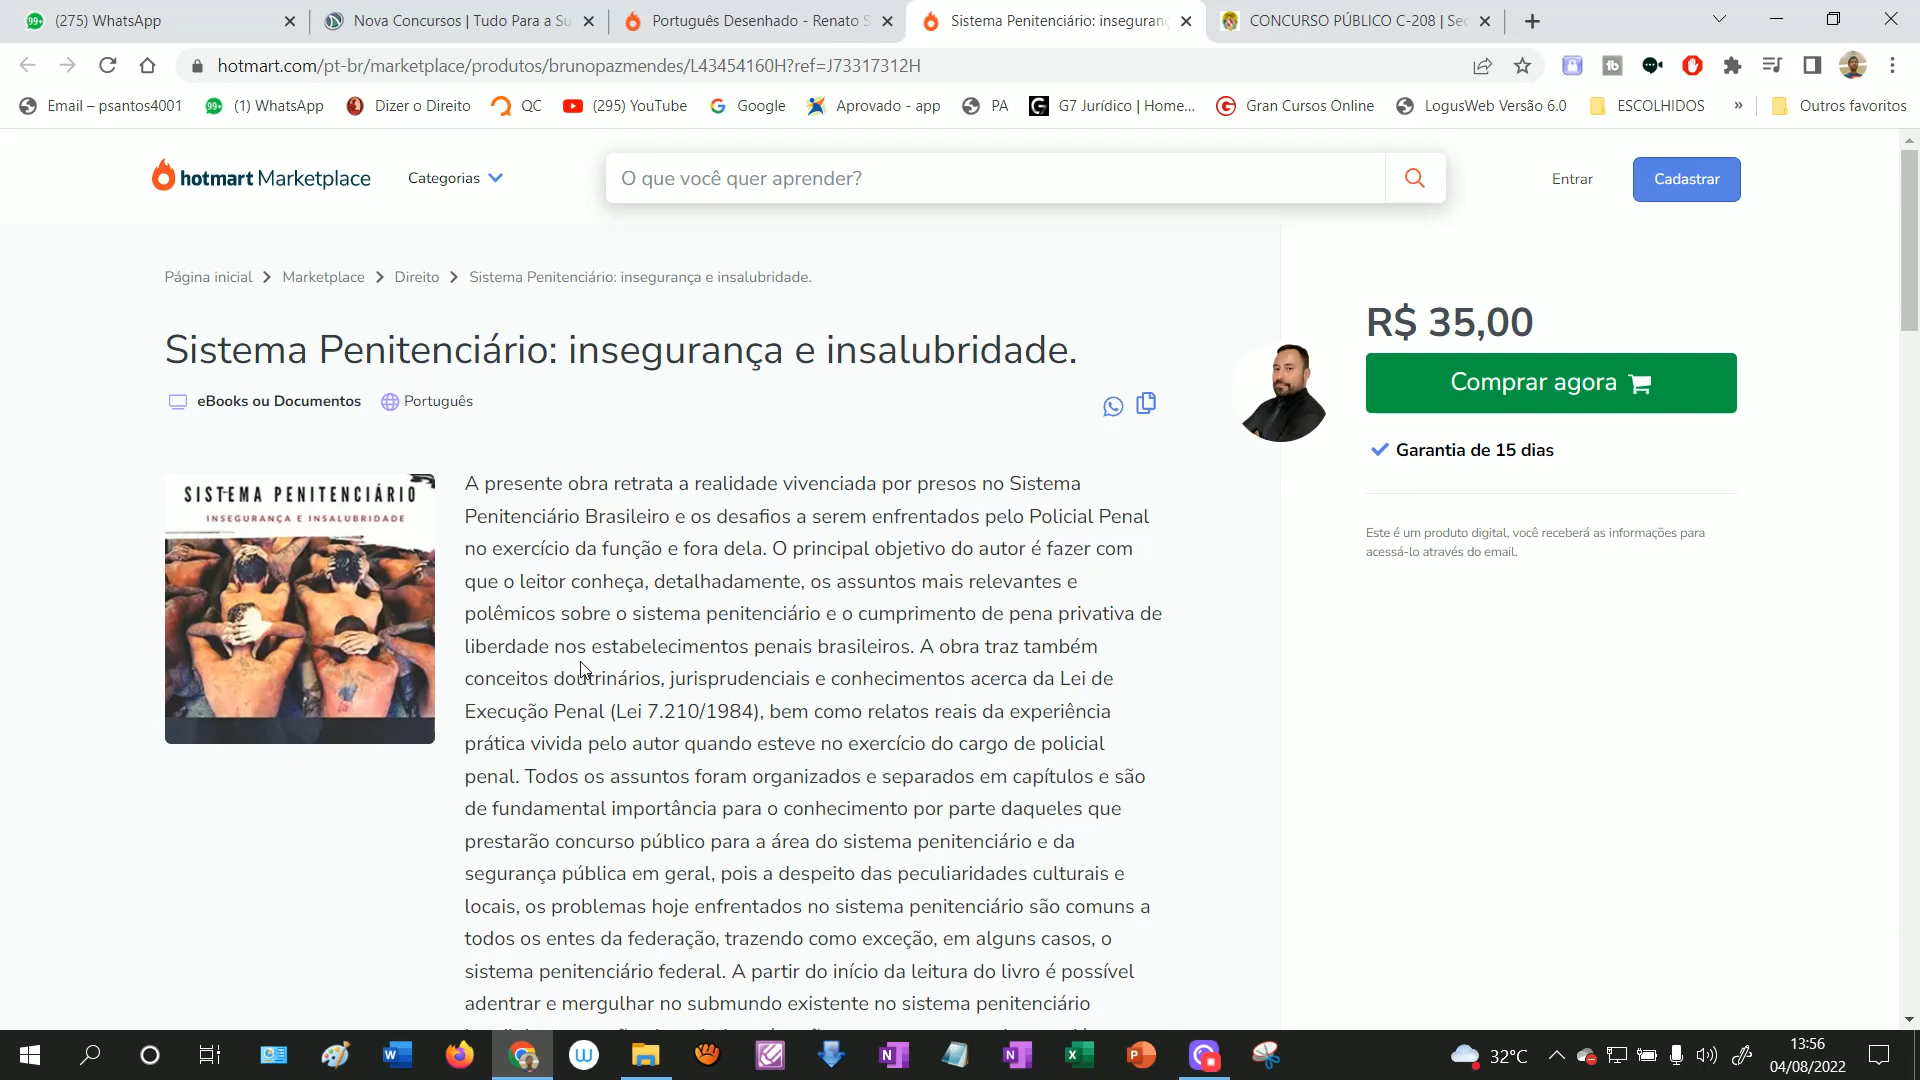 (275) WhatsApp
Nova Concursos | Tudo Para a Su
Português Desenhado - Renato S
Sistema Penitenciário: inseguranç
CONCURSO PÚBLICO C-208 | Sec
hotmart.com/pt-br/marketplace/produtos/brunopazmendes/L43454160H?ref=J73317312H
Email – psantos4001
(1) WhatsApp
Dizer o Direito
QC
(295) YouTube
Google
Aprovado - app
PA
G7 Jurídico | Home...
Gran Cursos Online
LogusWeb Versão 6.0
ESCOLHIDOS
»
Outros favoritos
hotmart Marketplace
Categorias
O que você quer aprender?
Entrar
Cadastrar
Página inicial > Marketplace > Direito > Sistema Penitenciário: insegurança e insalubridade.
Sistema Penitenciário: insegurança e insalubridade.
eBooks ou Documentos
Português
R$ 35,00
Comprar agora
Garantia de 15 dias
Este é um produto digital, você receberá as informações para
acessá-lo através do email.
SISTEMA PENITENCIÁRIO
INSEGURANÇA E INSALUBRIDADE
A presente obra retrata a realidade vivenciada por presos no Sistema
Penitenciário Brasileiro e os desafios a serem enfrentados pelo Policial Penal
no exercício da função e fora dela. O principal objetivo do autor é fazer com
que o leitor conheça, detalhadamente, os assuntos mais relevantes e
polêmicos sobre o sistema penitenciário e o cumprimento de pena privativa de
liberdade nos estabelecimentos penais brasileiros. A obra traz também
conceitos doutrinários, jurisprudenciais e conhecimentos acerca da Lei de
Execução Penal (Lei 7.210/1984), bem como relatos reais da experiência
prática vivida pelo autor quando esteve no exercício do cargo de policial
penal. Todos os assuntos foram organizados e separados em capítulos e são
de fundamental importância para o conhecimento por parte daqueles que
prestarão concurso público para a área do sistema penitenciário e da
segurança pública em geral, pois a despeito das peculiaridades culturais e
locais, os problemas hoje enfrentados no sistema penitenciário são comuns a
todos os entes da federação, trazendo como exceção, em alguns casos, o
sistema penitenciário federal. A partir do início da leitura do livro é possível
adentrar e mergulhar no submundo existente no sistema penitenciário
32°C
13:56
04/08/2022